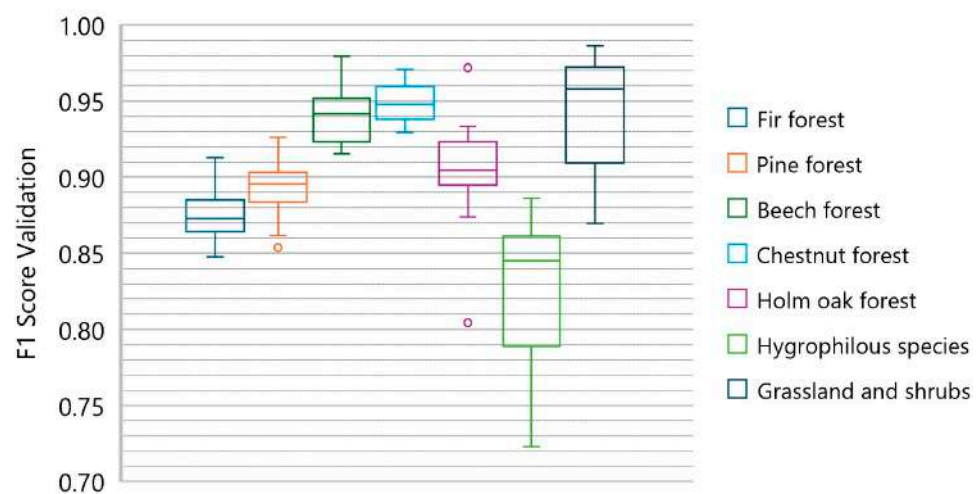 F1 Score Validation
1.00
0.95
0.90
0.85
0.80
0.75
0.70
Fir forest
Pine forest
Beech forest
Chestnut forest
Holm oak forest
Hygrophilous species
Grassland and shrubs